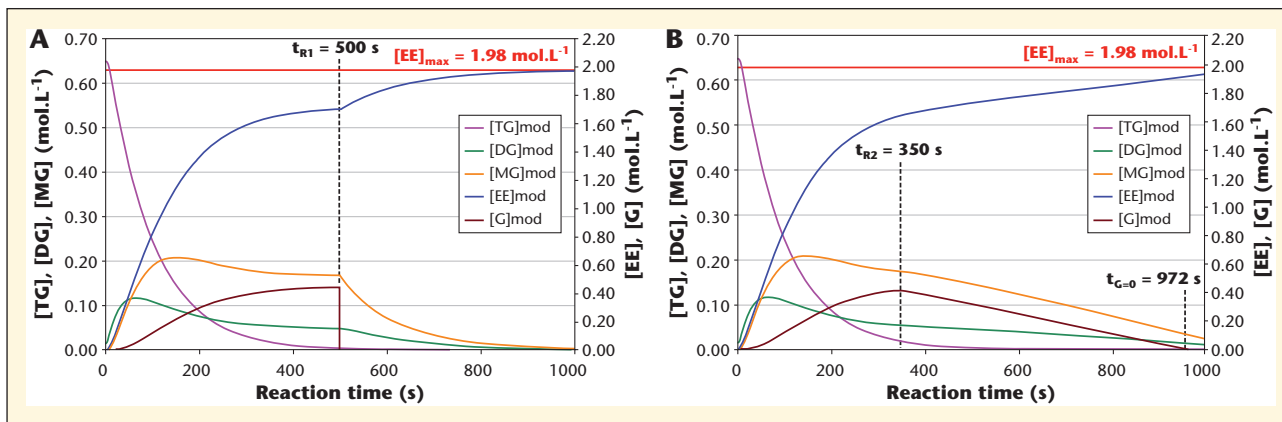 A
t_R1 = 500 s
[EE]_max = 1.98 mol.L⁻¹
[TG], [DG], [MG] (mol.L⁻¹)
0.70
0.60
0.50
0.40
0.30
0.20
0.10
0.00
2.20
2.00
1.80
1.60
1.40
1.20
1.00
0.80
0.60
0.40
0.20
0.00
[EE], [G] (mol.L⁻¹)
[TG]mod
[DG]mod
[MG]mod
[EE]mod
[G]mod
0 200 400 600 800 1000
Reaction time (s)
B
[EE]_max = 1.98 mol.L⁻¹
t_R2 = 350 s
t_G=0 = 972 s
[TG], [DG], [MG] (mol.L⁻¹)
0.70
0.60
0.50
0.40
0.30
0.20
0.10
0.00
2.20
2.00
1.80
1.60
1.40
1.20
1.00
0.80
0.60
0.40
0.20
0.00
[EE], [G] (mol.L⁻¹)
[TG]mod
[DG]mod
[MG]mod
[EE]mod
[G]mod
0 200 400 600 800 1000
Reaction time (s)